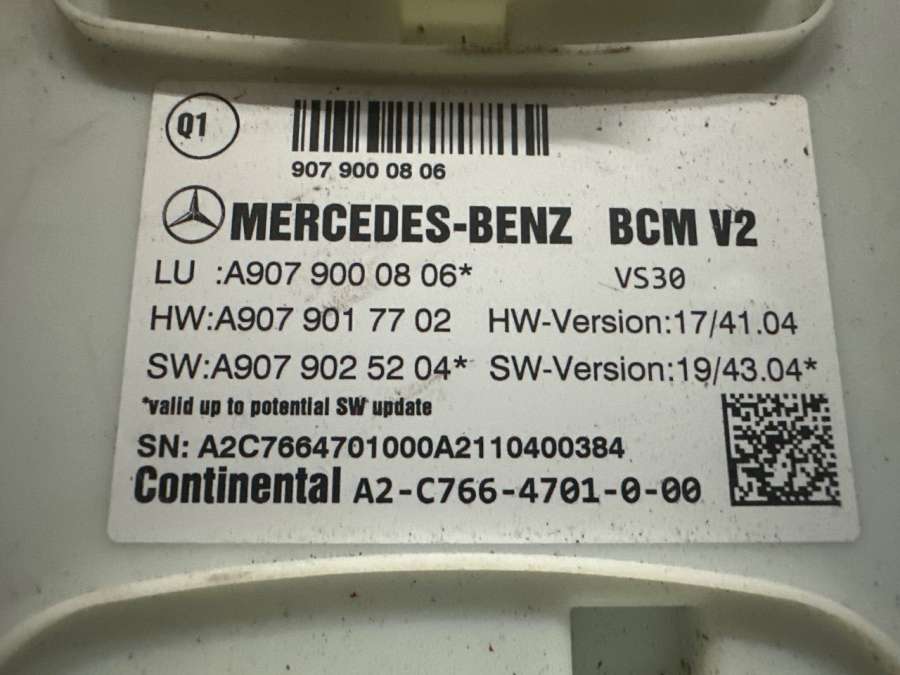 Q1
907 900 08 06
MERCEDES-BENZ BCM V2
LU :A907 900 08 06* VS30
HW:A907 901 77 02 HW-Version:17/41.04
SW:A907 902 52 04* SW-Version:19/43.04*
*valid up to potential SW update
SN: A2C7664701000A2110400384
Continental A2-C766-4701-0-00